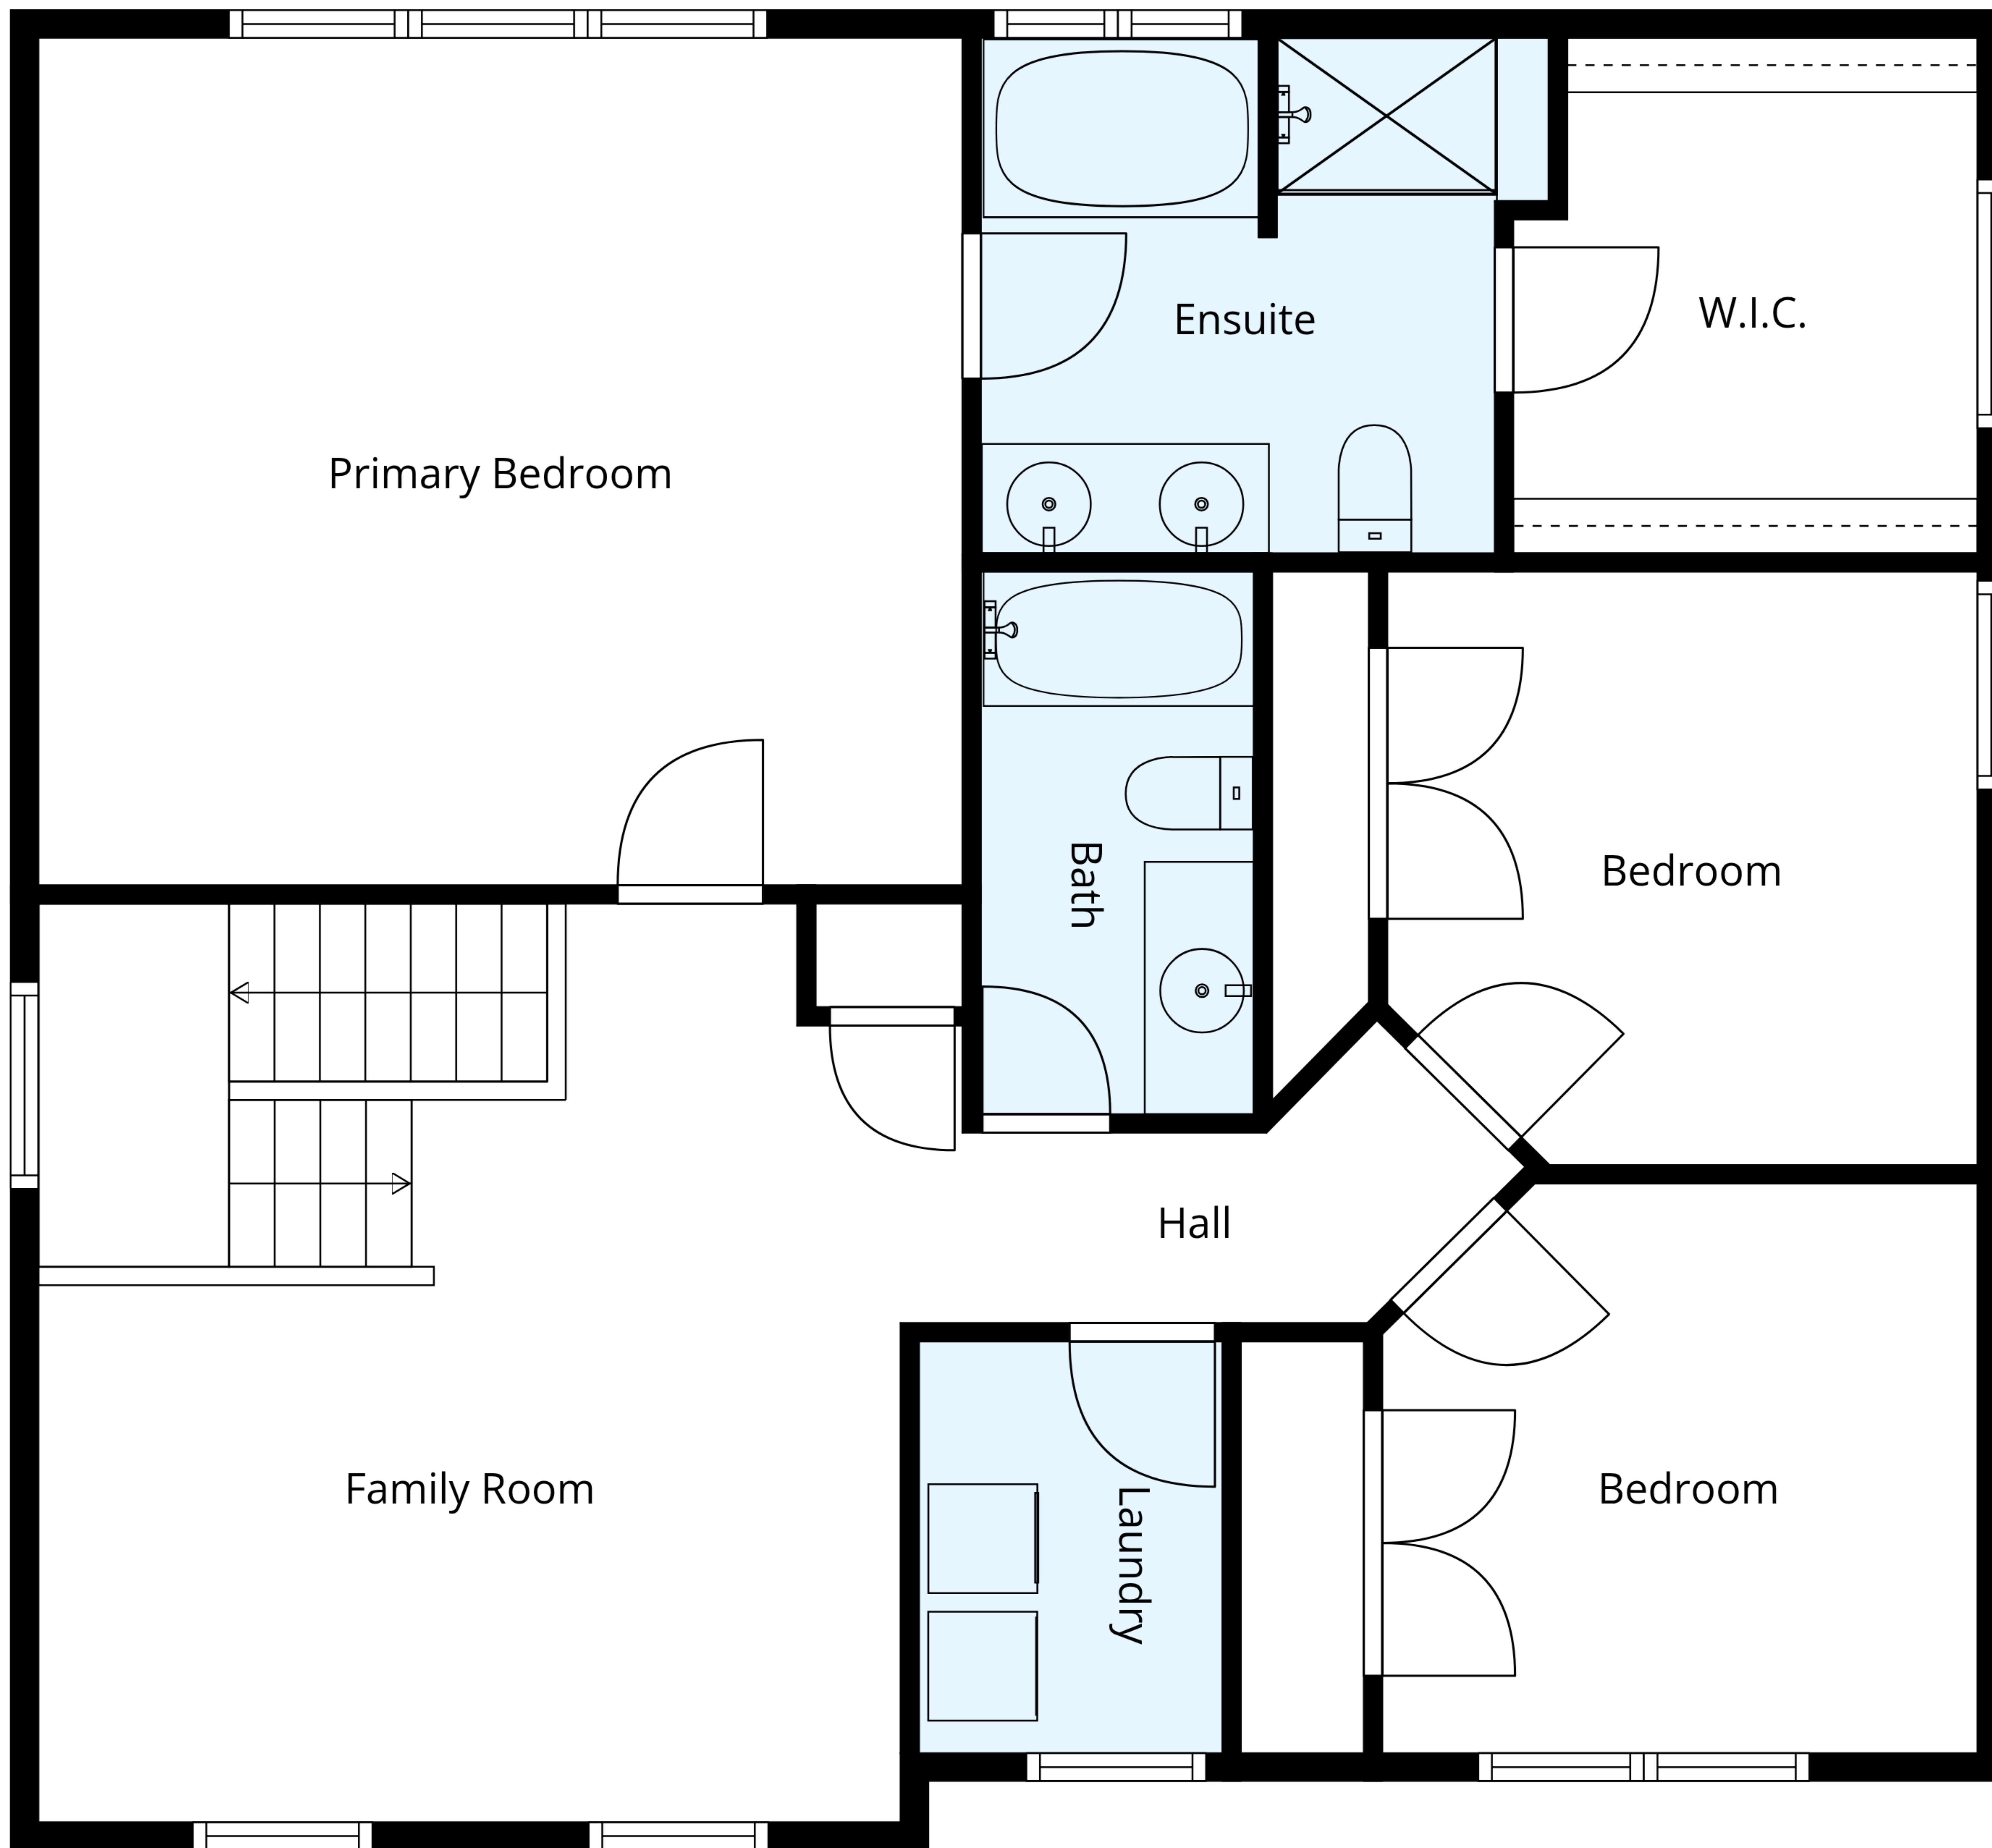 Ensuite
W.I.C.
Primary Bedroom
Bath
Bedroom
Hall
Family Room
Laundry
Bedroom